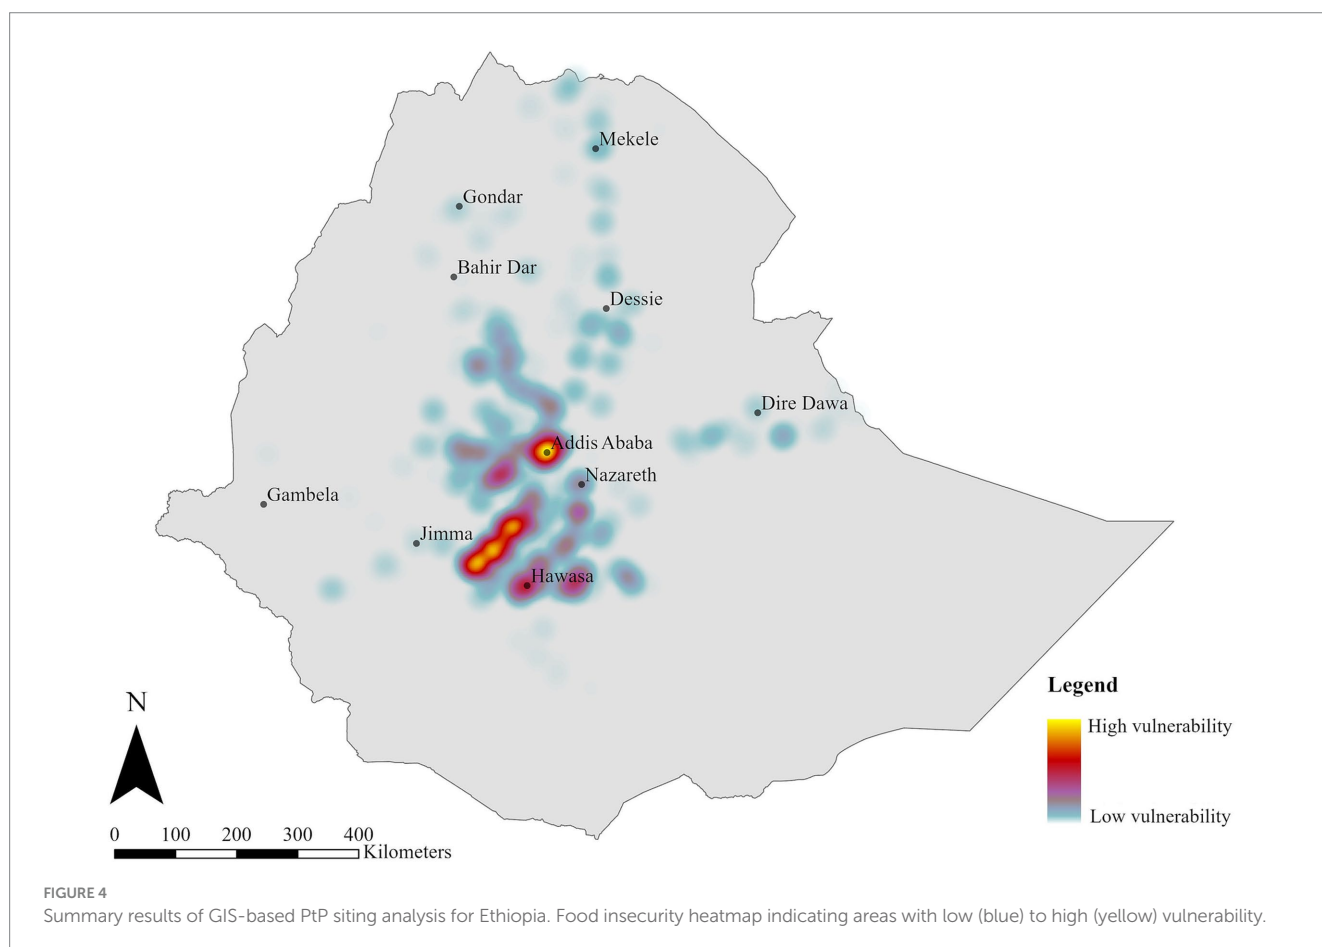 Mekele
Gondar
Bahir Dar
Dessie
Dire Dawa
Addis Ababa
Nazareth
Gambela
Jimma
Hawasa
Legend
High vulnerability
Low vulnerability
N
0 100 200 300 400
Kilometers
FIGURE 4
Summary results of GIS-based PtP siting analysis for Ethiopia. Food insecurity heatmap indicating areas with low (blue) to high (yellow) vulnerability.